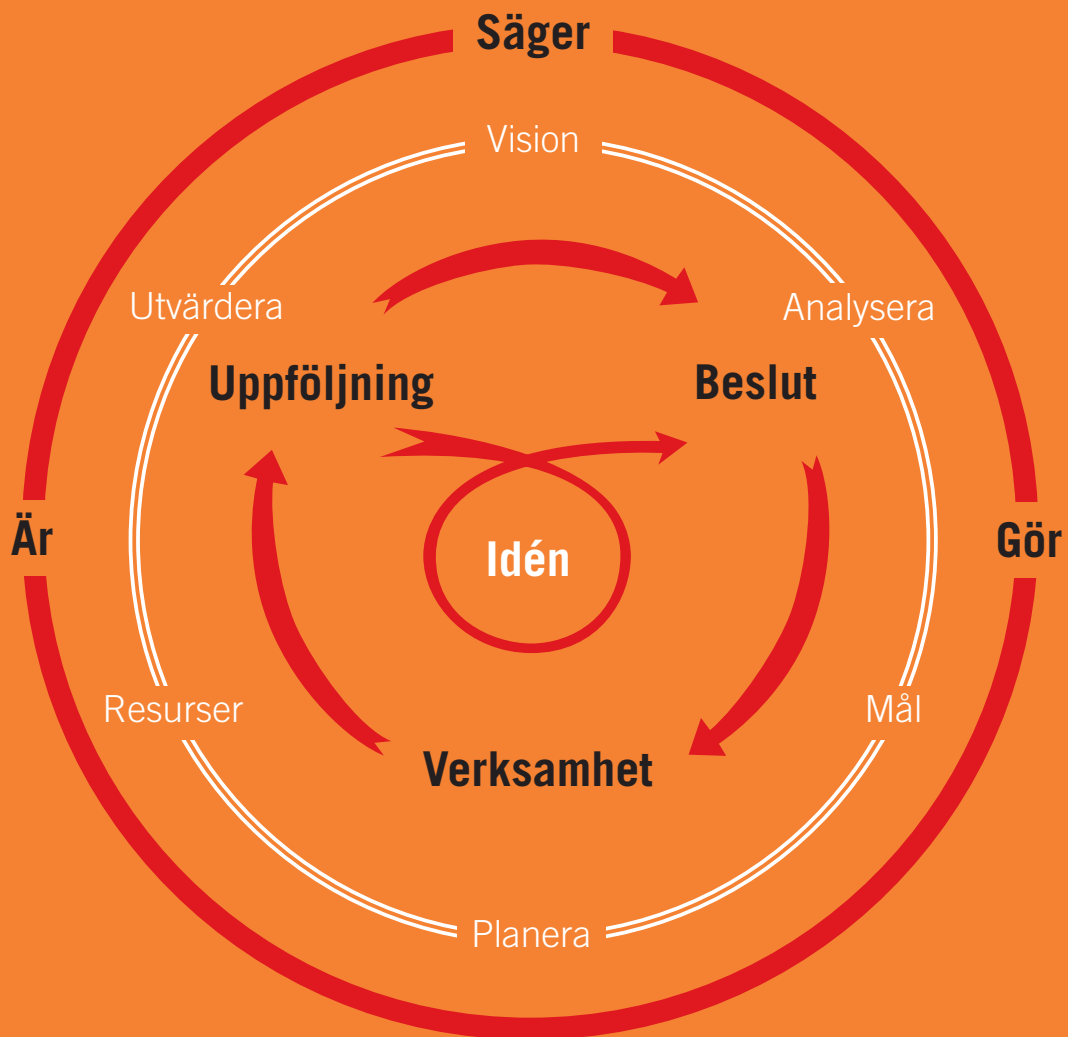 Säger
Vision
Utvärdera
Analysera
Uppföljning
Beslut
Är
Idén
Gör
Resurser
Mål
Verksamhet
Planera